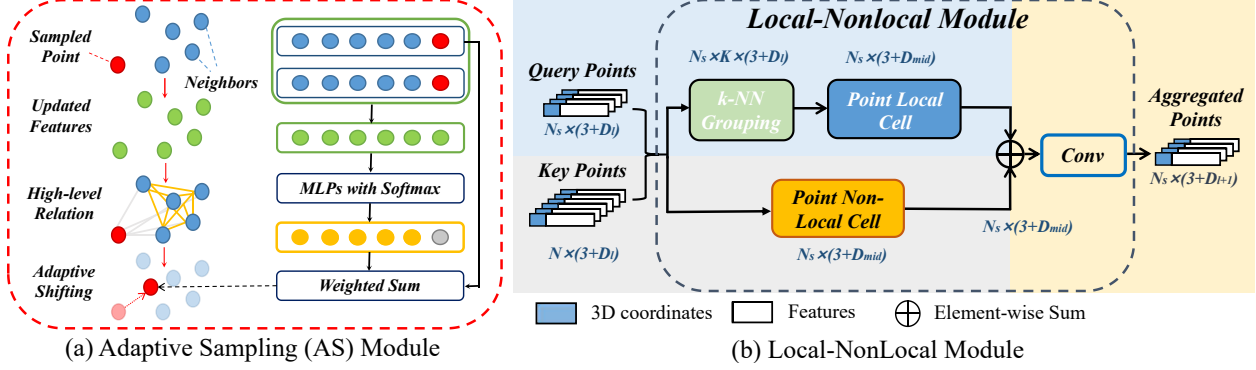 Sampled
Point
Neighbors
Updated
Features
High-level
Relation
Adaptive
Shifting
MLPs with Softmax
Weighted Sum
(a) Adaptive Sampling (AS) Module
Local-Nonlocal Module
Query Points
Nₛ×(3+Dₗ)
Key Points
N×(3+Dₗ)
Nₛ×K×(3+Dₗ)
k-NN
Grouping
Nₛ×(3+Dₘᵢd)
Point Local
Cell
Point Non-
Local Cell
Nₛ×(3+Dₘᵢd)
Nₛ×(3+Dₘᵢd)
Conv
Aggregated
Points
Nₛ×(3+Dₗ₊₁)
3D coordinates
Features
Element-wise Sum
(b) Local-NonLocal Module